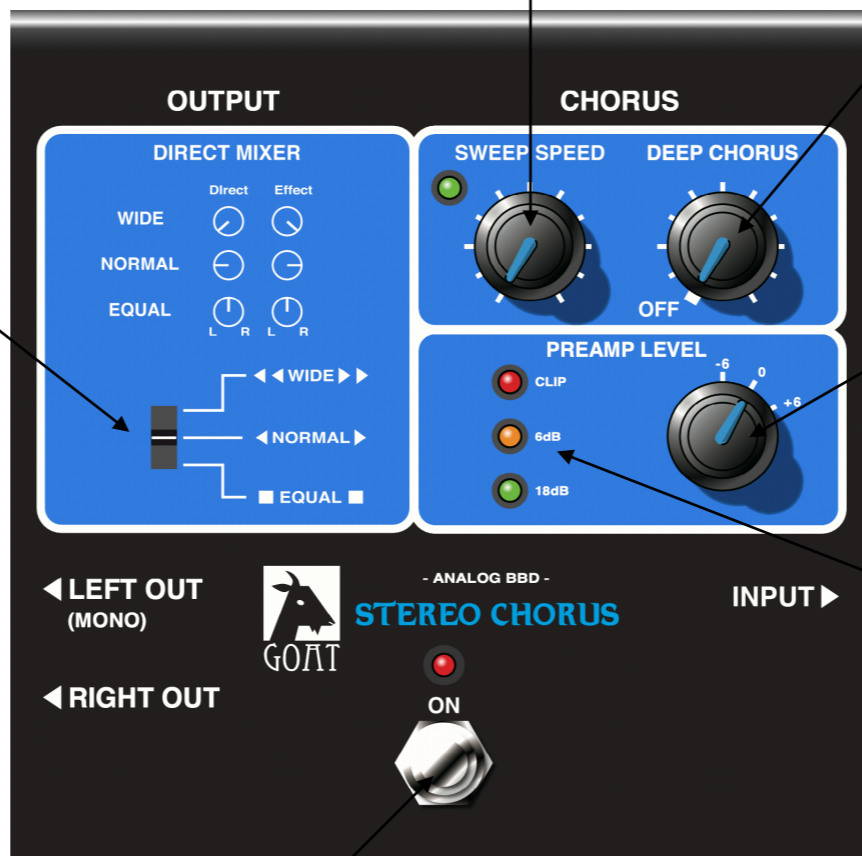 OUTPUT
CHORUS
DIRECT MIXER
DIrect Effect
WIDE
NORMAL
EQUAL
L R L R
◀ ◀ WIDE ▶ ▶
◀ NORMAL ▶
■ EQUAL ■
SWEEP SPEED
DEEP CHORUS
OFF
PREAMP LEVEL
-6
0
+6
CLIP
6dB
18dB
◀ LEFT OUT
(MONO)
◀ RIGHT OUT
GOAT
- ANALOG BBD -
STEREO CHORUS
INPUT ▶
ON